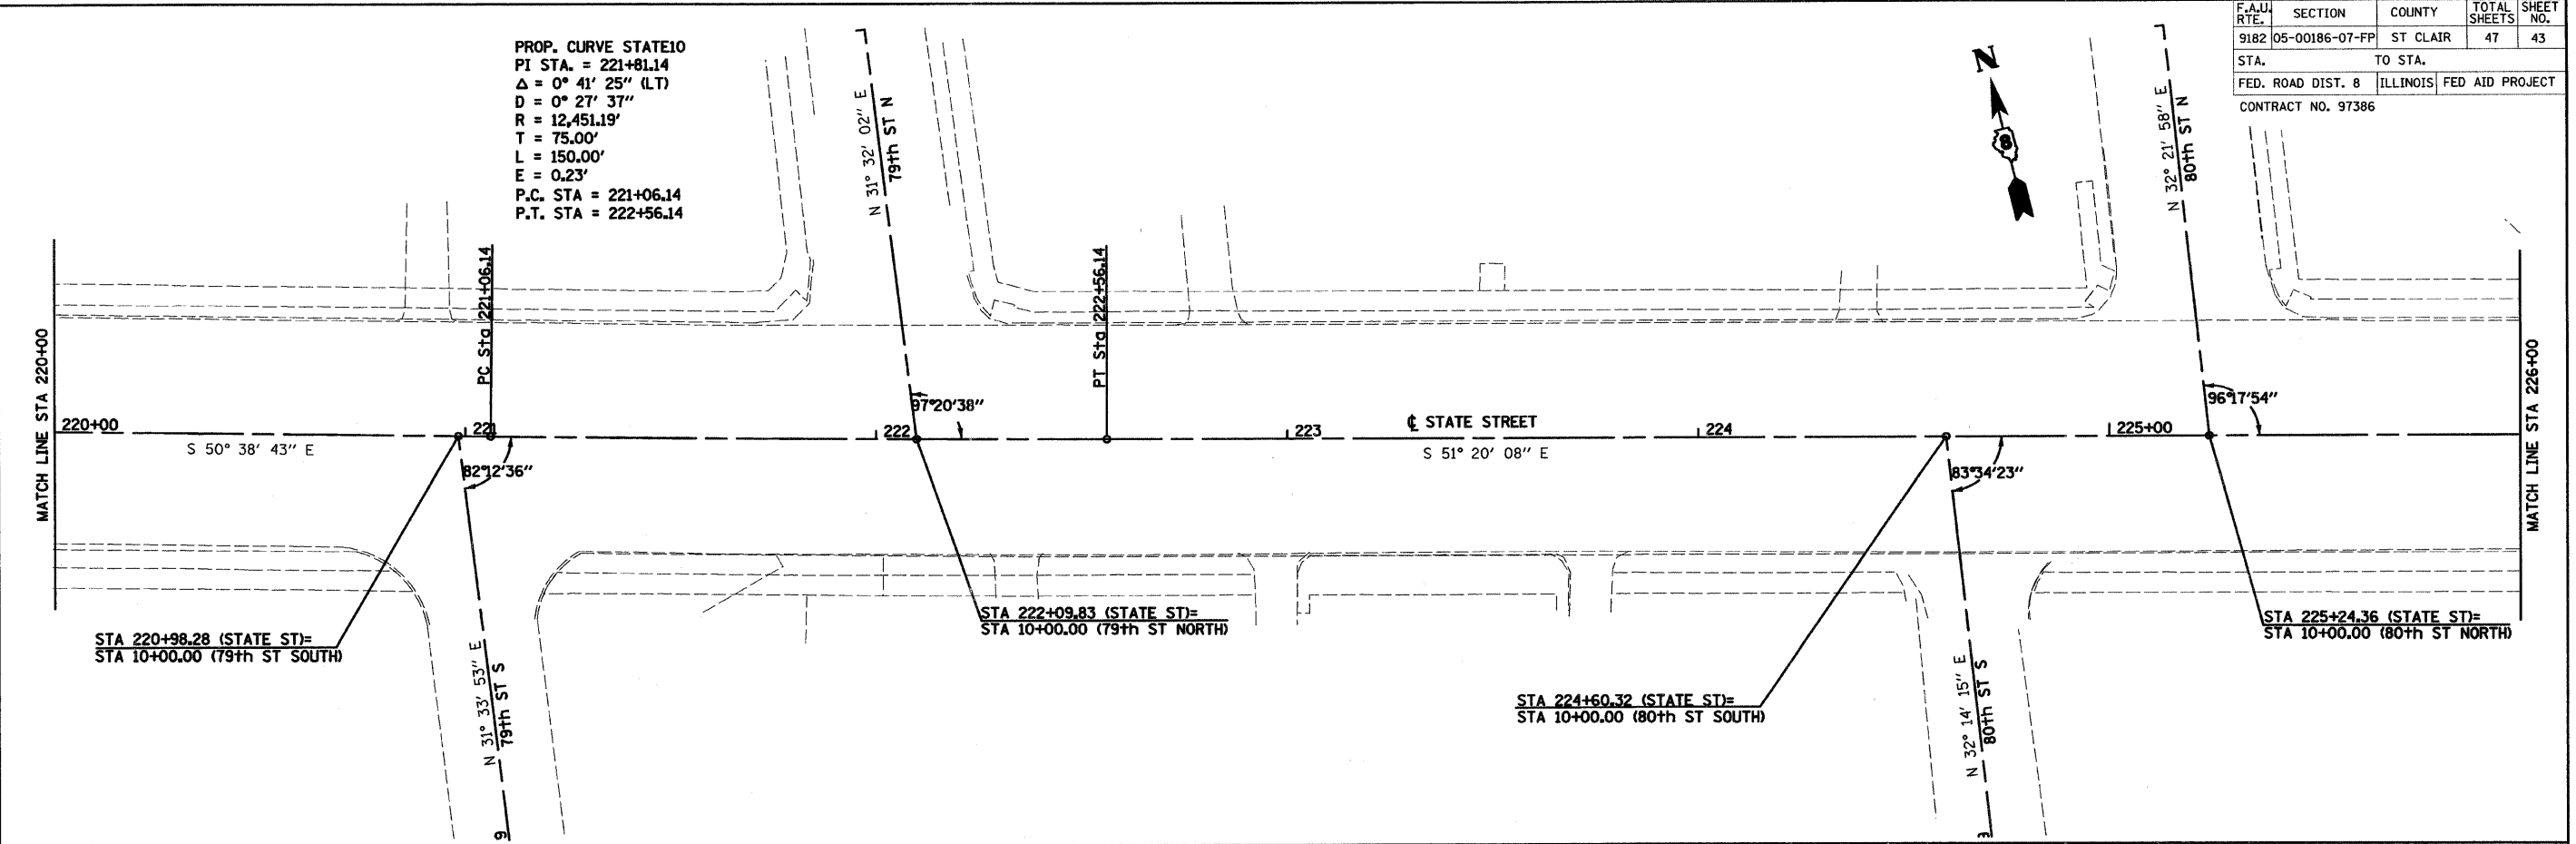 F.A.U. RTE. SECTION COUNTY TOTAL SHEETS SHEET NO.
9182 05-00186-07-FP ST CLAIR 47 43
STA. TO STA.
FED. ROAD DIST. 8 ILLINOIS FED AID PROJECT
CONTRACT NO. 97386
PROP. CURVE STATE10
PI STA. = 221+81.14
Δ = 0° 41' 25" (LT)
D = 0° 27' 37"
R = 12,451.19'
T = 75.00'
L = 150.00'
E = 0.23'
P.C. STA = 221+06.14
P.T. STA = 222+56.14
N
8
N 31° 32' 02" E
79th ST N
N 32° 21' 58" E
80th ST N
MATCH LINE STA 220+00
PC Sta 221+06.14
PT Sta 222+56.14
MATCH LINE STA 226+00
97°20'38"
96°17'54"
220+00
221
222
223
℄ STATE STREET
224
225+00
S 50° 38' 43" E
S 51° 20' 08" E
82°12'36"
83°34'23"
STA 220+98.28 (STATE ST)=
STA 10+00.00 (79th ST SOUTH)
STA 222+09.83 (STATE ST)=
STA 10+00.00 (79th ST NORTH)
STA 225+24.36 (STATE ST)=
STA 10+00.00 (80th ST NORTH)
STA 224+60.32 (STATE ST)=
STA 10+00.00 (80th ST SOUTH)
N 31° 33' 53" E
79th ST S
N 32° 14' 15" E
80th ST S
9